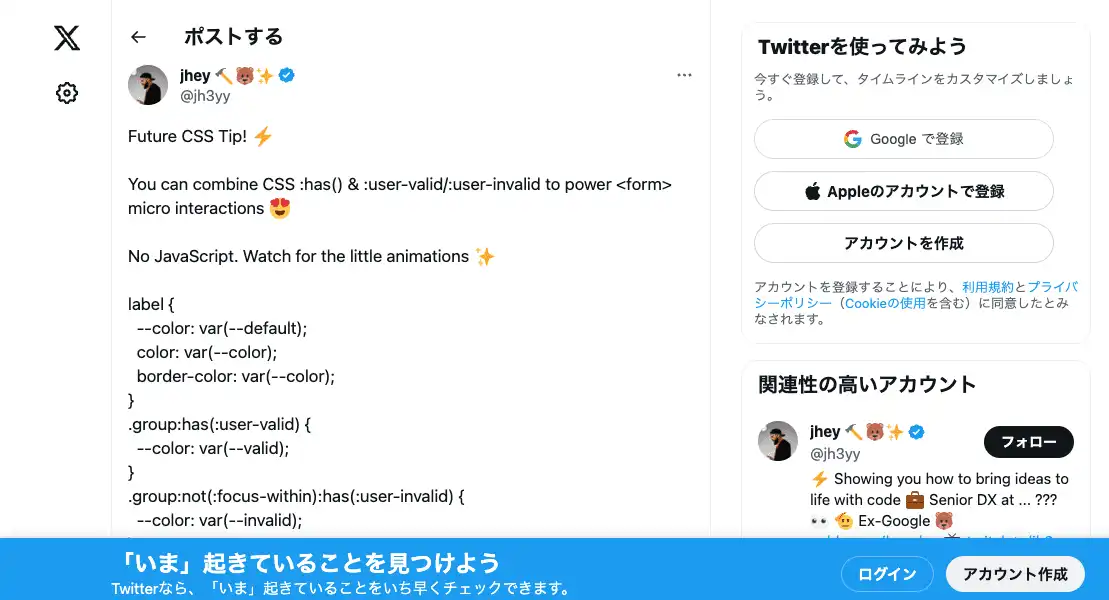 ポストする
jhey 🔨🐻✨
@jh3yy
Future CSS Tip! ⚡
You can combine CSS :has() & :user-valid/:user-invalid to power <form>
micro interactions 😍
No JavaScript. Watch for the little animations ✨
label {
--color: var(--default);
color: var(--color);
border-color: var(--color);
}
.group:has(:user-valid) {
--color: var(--valid);
}
.group:not(:focus-within):has(:user-invalid) {
--color: var(--invalid);
Twitterを使ってみよう
今すぐ登録して、タイムラインをカスタマイズしましょ
う。
Google で登録
Appleのアカウントで登録
アカウントを作成
アカウントを登録することにより、利用規約とプライバ
シーポリシー（Cookieの使用を含む）に同意したとみ
なされます。
関連性の高いアカウント
jhey 🔨🐻✨
@jh3yy
フォロー
⚡ Showing you how to bring ideas to
life with code 💼 Senior DX at ... ???
👀 🫡 Ex-Google 🐻
「いま」起きていることを見つけよう
Twitterなら、「いま」起きていることをいち早くチェックできます。
ログイン
アカウント作成